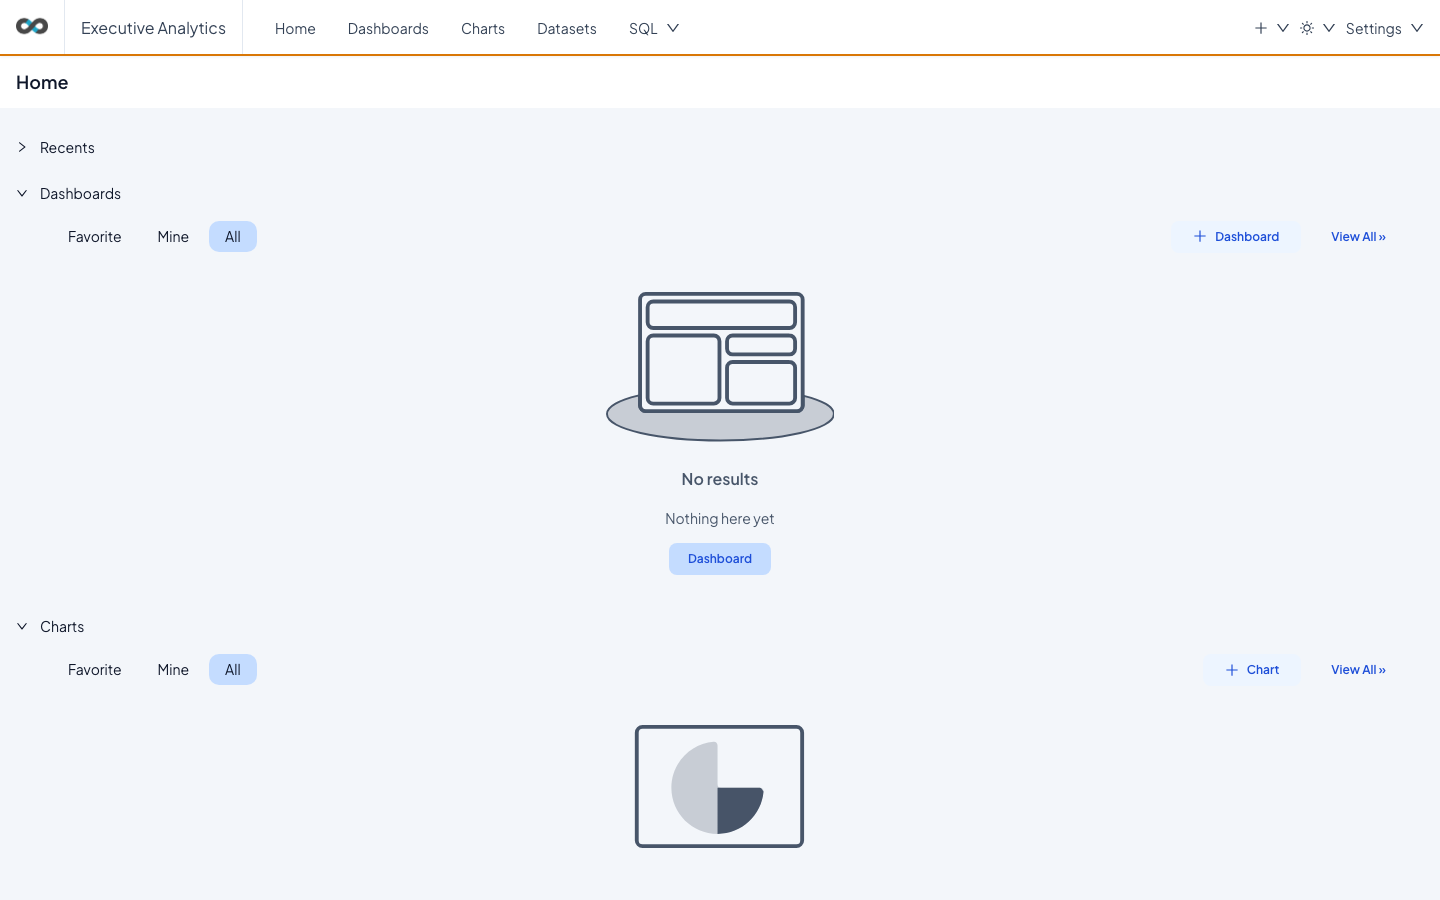 Executive Analytics
Home
Dashboards
Charts
Datasets
SQL
Settings
Home
Recents
Dashboards
Favorite
Mine
All
Dashboard
View All »
No results
Nothing here yet
Dashboard
Charts
Favorite
Mine
All
Chart
View All »